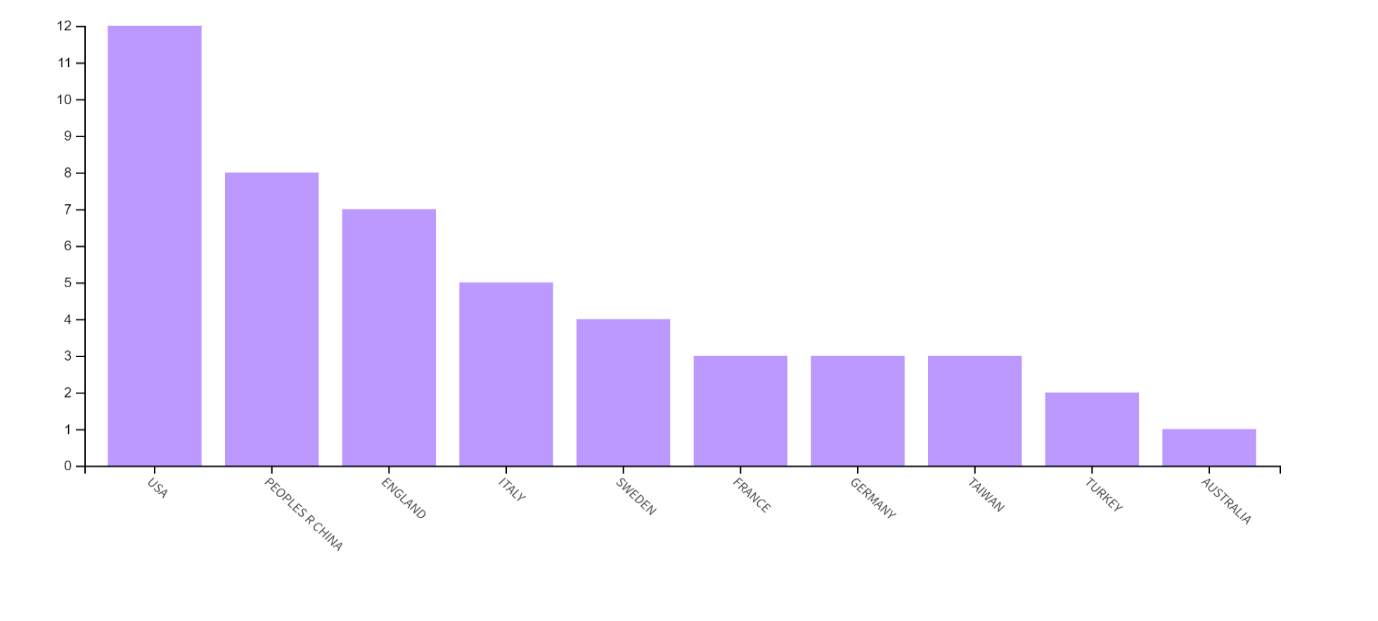 12
11
10
9
8
7
6
5
4
3
2
1
0
USA
PEOPLES R CHINA
ENGLAND
ITALY
SWEDEN
FRANCE
GERMANY
TAIWAN
TURKEY
AUSTRALIA